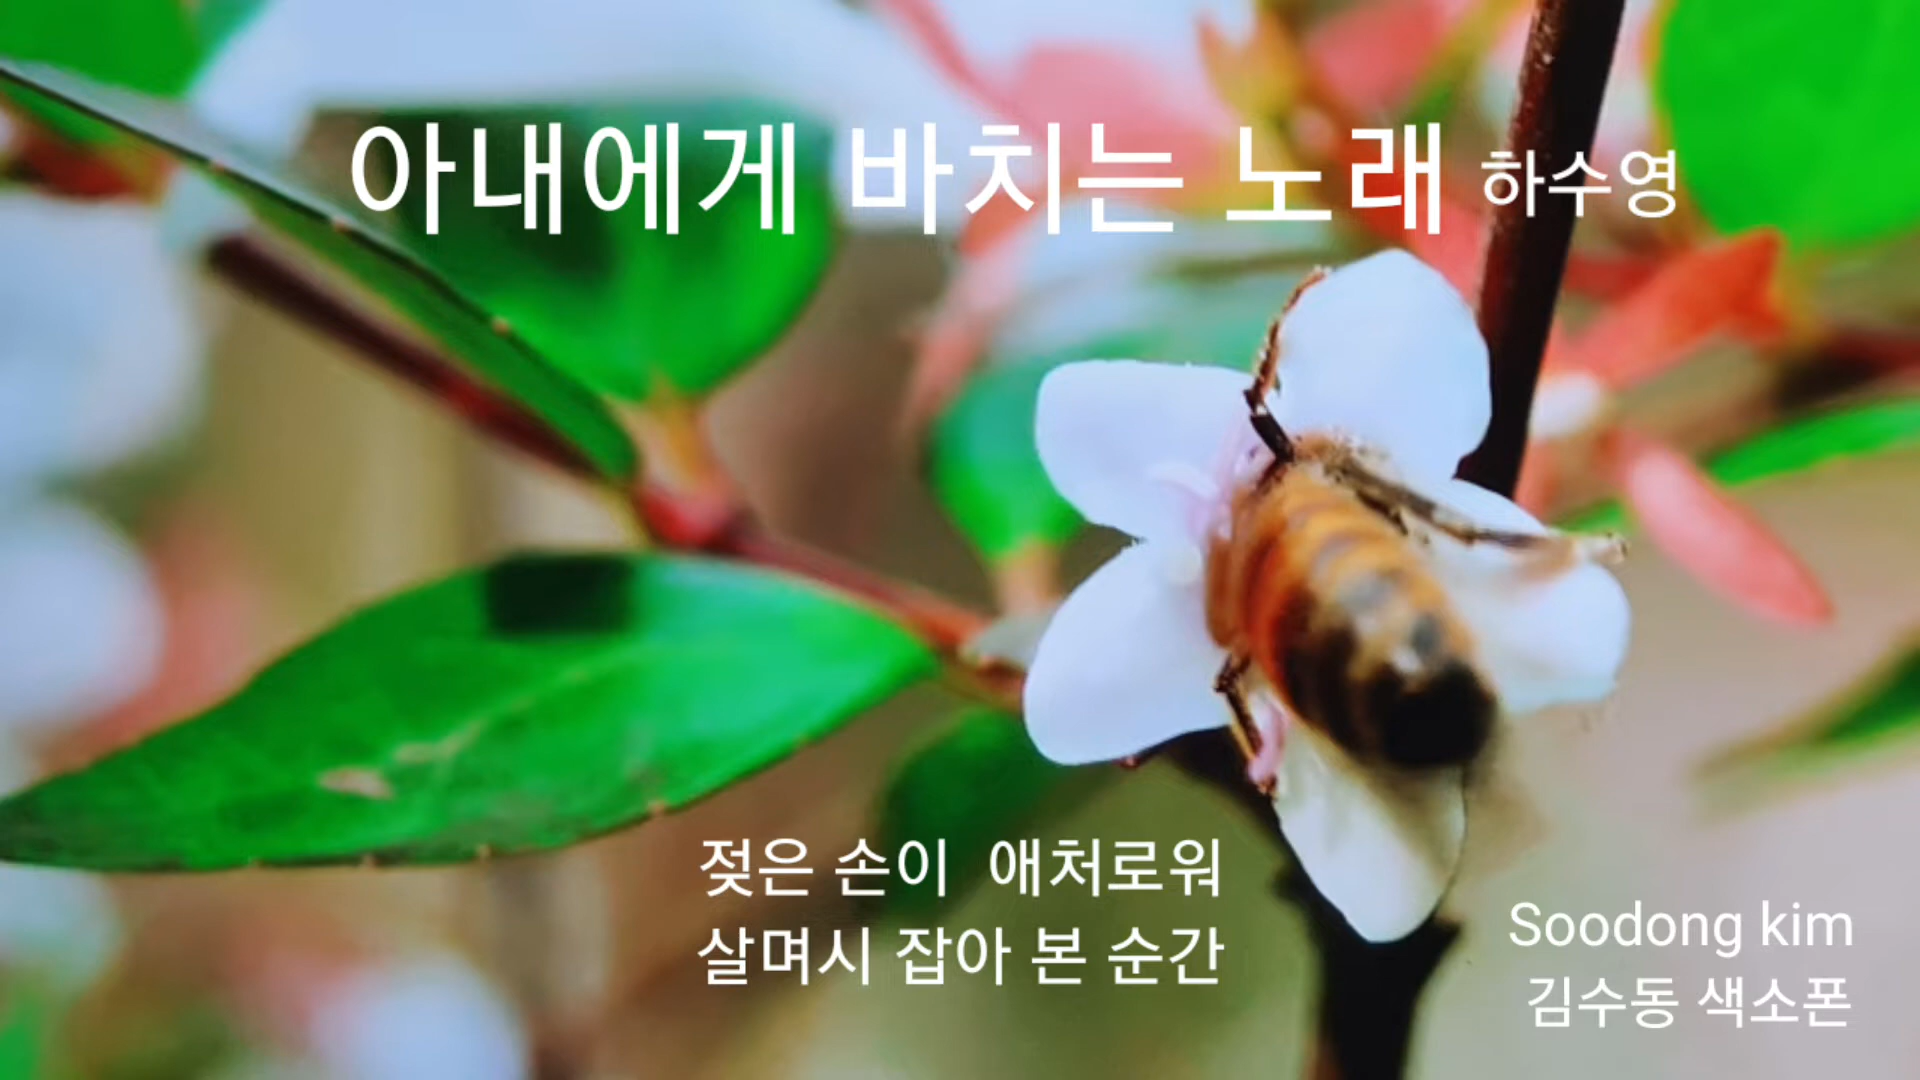 아내에게 바치는 노래 하수영
젖은 손이 애처로워
살며시 잡아 본 순간
Soodong kim
김수동 색소폰